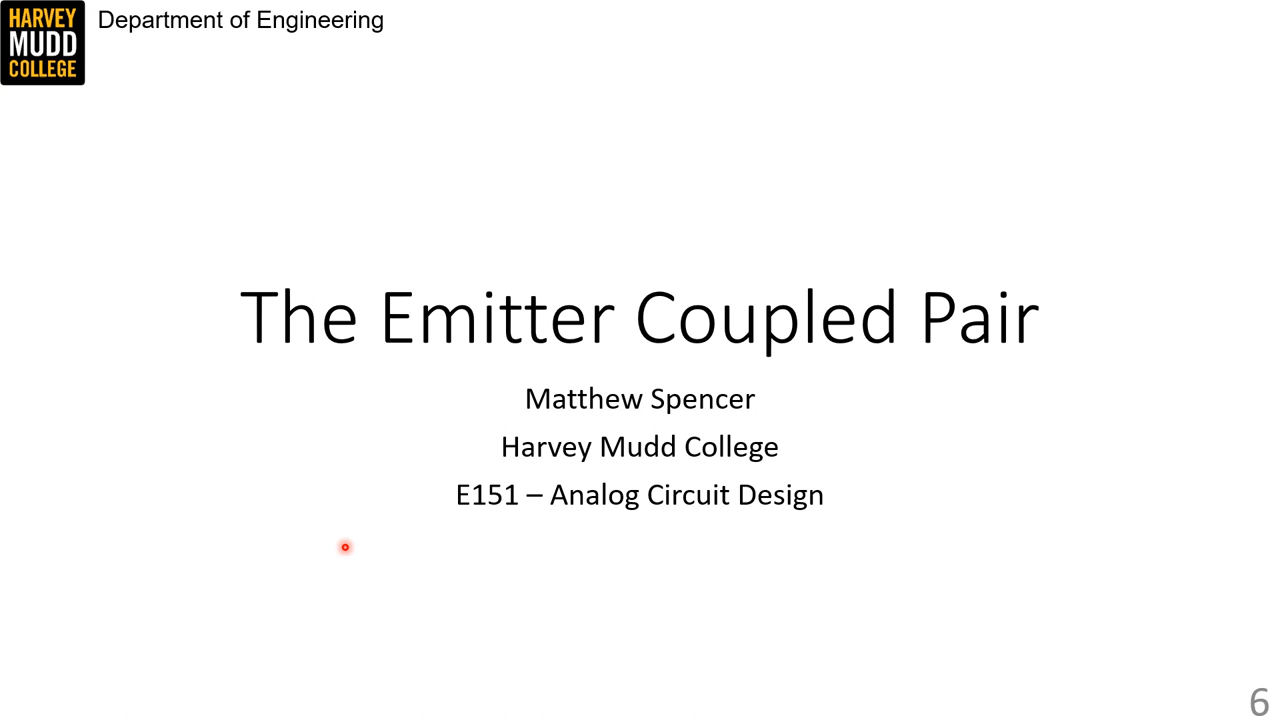 HARVEY
MUDD
COLLEGE
Department of Engineering
The Emitter Coupled Pair
Matthew Spencer
Harvey Mudd College
E151 – Analog Circuit Design
6